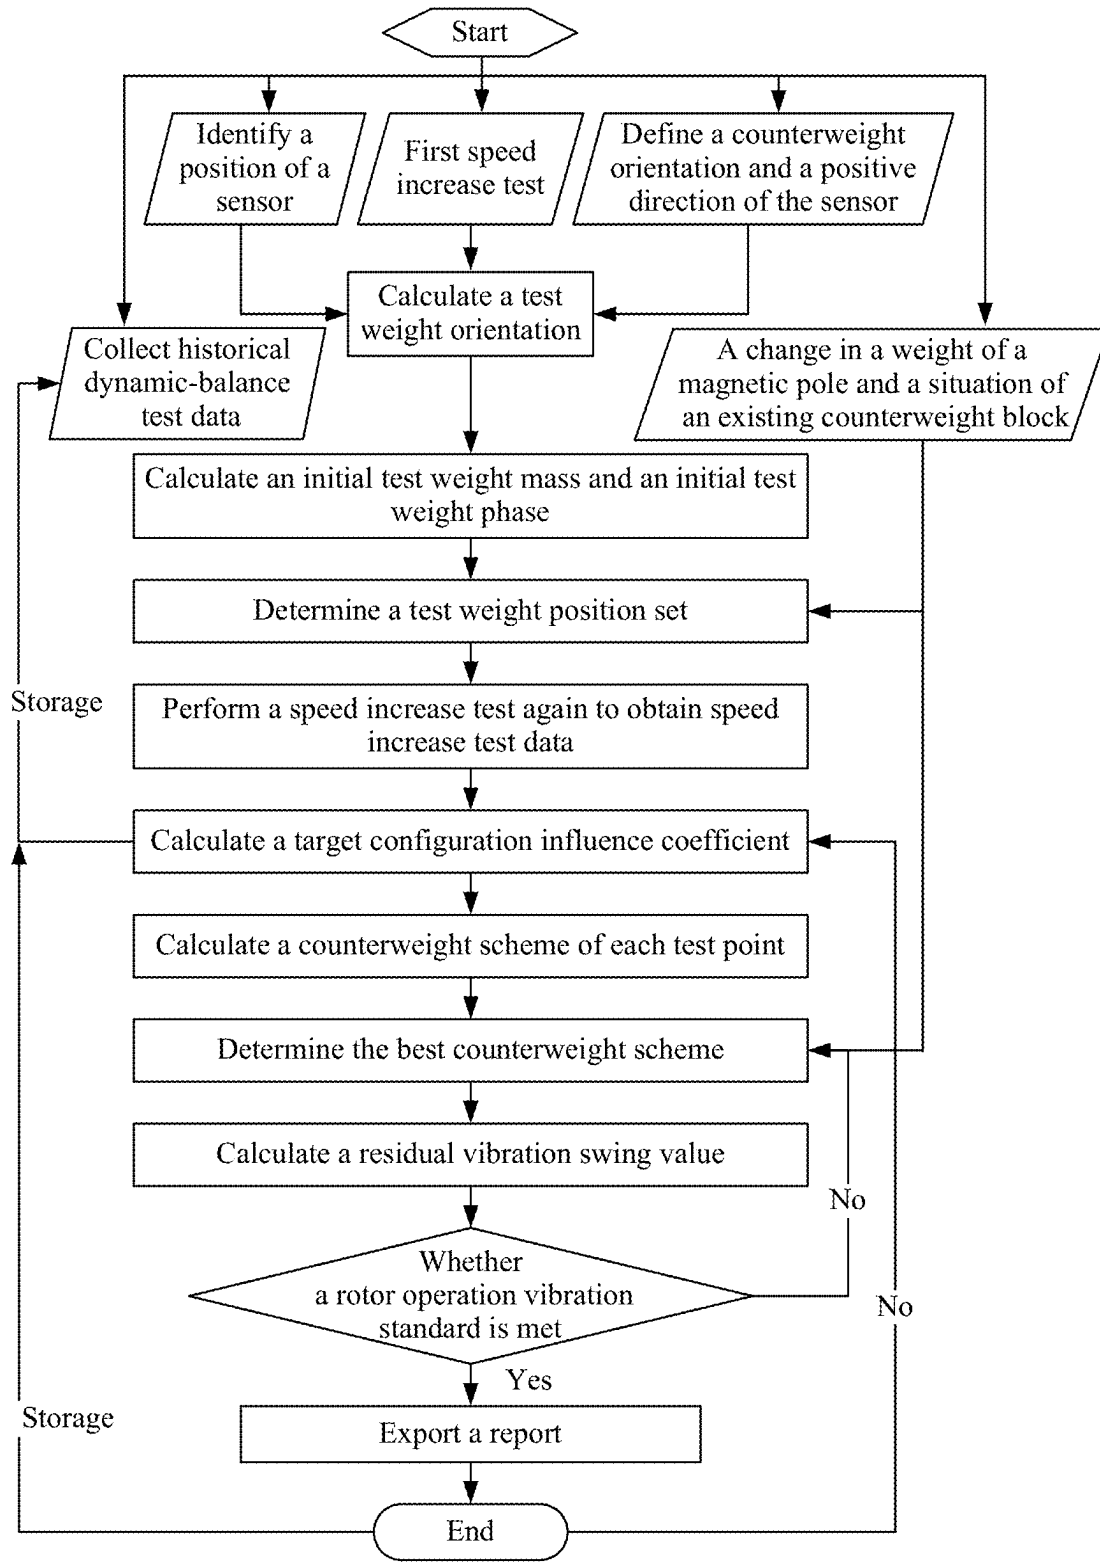 Start
Identify a
position of a
sensor
First speed
increase test
Define a counterweight
orientation and a positive
direction of the sensor
Calculate a test
weight orientation
Collect historical
dynamic-balance
test data
A change in a weight of a
magnetic pole and a situation of
an existing counterweight block
Calculate an initial test weight mass and an initial test
weight phase
Determine a test weight position set
Storage
Perform a speed increase test again to obtain speed
increase test data
Calculate a target configuration influence coefficient
Calculate a counterweight scheme of each test point
Determine the best counterweight scheme
Calculate a residual vibration swing value
No
Whether
a rotor operation vibration
standard is met
No
Yes
Storage
Export a report
End